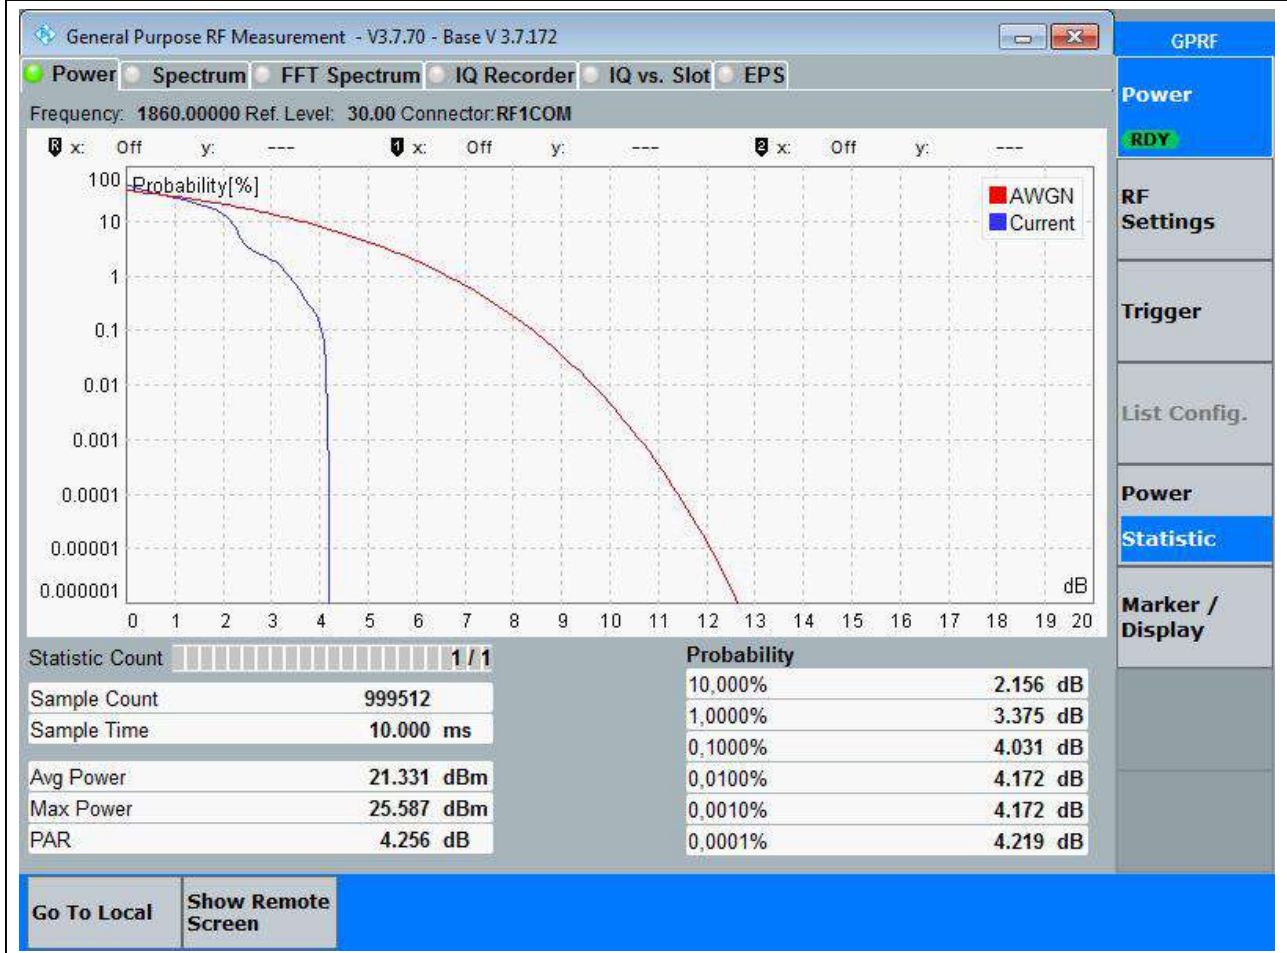 General Purpose RF Measurement - V3.7.70 - Base V 3.7.172
GPRF
Power Spectrum FFT Spectrum IQ Recorder IQ vs. Slot EPS
Frequency: 1860.00000 Ref. Level: 30.00 Connector:RF1COM
R x: Off y: --- 1 x: Off y: --- 2 x: Off y: ---
Probability[%]
AWGN
Current
100
10
1
0.1
0.01
0.001
0.0001
0.00001
0.000001
dB
0 1 2 3 4 5 6 7 8 9 10 11 12 13 14 15 16 17 18 19 20
Statistic Count 1 / 1
Sample Count 999512
Sample Time 10.000 ms
Avg Power 21.331 dBm
Max Power 25.587 dBm
PAR 4.256 dB
Probability
10,000% 2.156 dB
1,0000% 3.375 dB
0,1000% 4.031 dB
0,0100% 4.172 dB
0,0010% 4.172 dB
0,0001% 4.219 dB
Power
RDY
RF
Settings
Trigger
List Config.
Power
Statistic
Marker /
Display
Go To Local
Show Remote
Screen